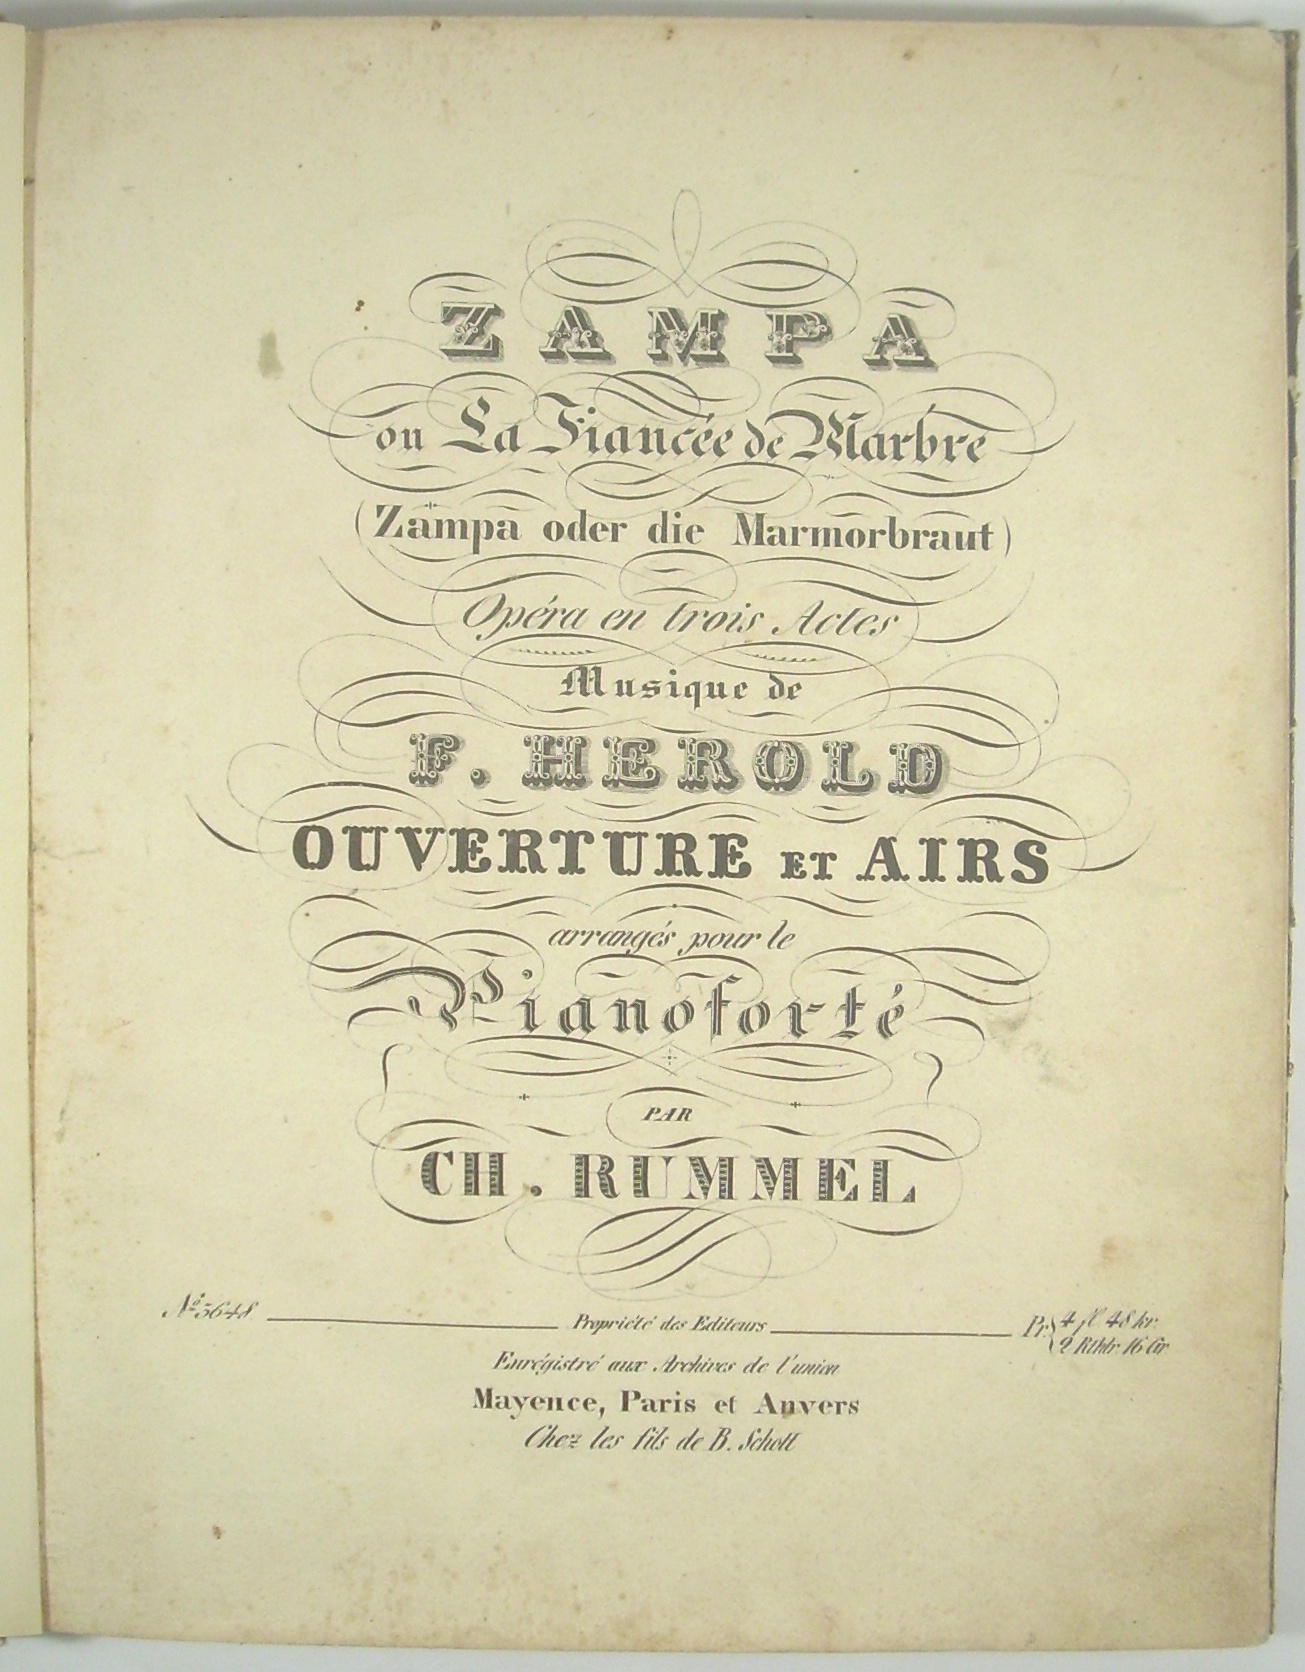 ZAMPA
ou La Fiancée de Marbre
(Zampa oder die Marmorbraut)
Opéra en trois Actes
Musique de
F. HEROLD
OUVERTURE ET AIRS
arrangés pour le
Pianoforté
PAR
CH. RUMMEL
No. 3648 Propriété des Editeurs Pr. 4 fl 48 kr.
2 Rthlr. 16 Gr
Enrégistré aux Archives de l'union
Mayence, Paris et Anvers
Chez les fils de B. Schott